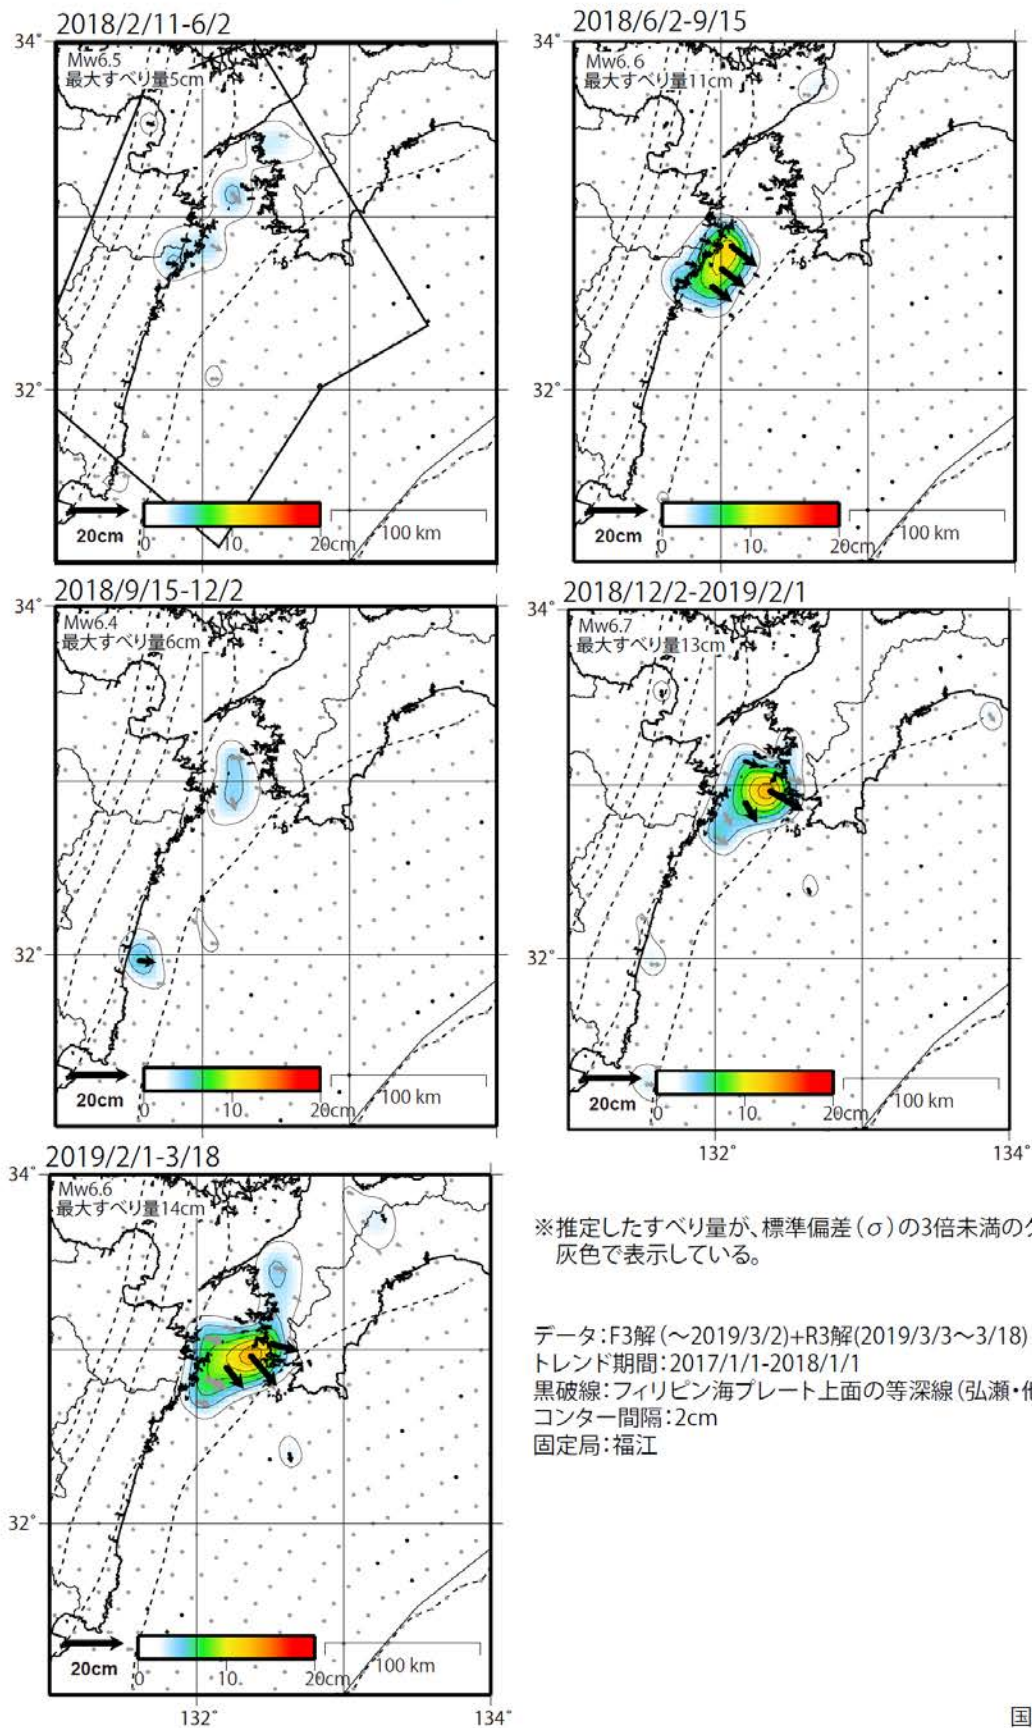 2018/2/11-6/2
34°
Mw6.5
最大すべり量5cm
32°
20cm
0 10 20cm
100 km
2018/6/2-9/15
Mw6.6
最大すべり量11cm
20cm
0 10 20cm
100 km
2018/9/15-12/2
34°
Mw6.4
最大すべり量6cm
32°
20cm
0 10 20cm
100 km
2018/12/2-2019/2/1
34°
Mw6.7
最大すべり量13cm
32°
20cm
0 10 20cm
100 km
132° 134°
2019/2/1-3/18
34°
Mw6.6
最大すべり量14cm
32°
20cm
0 10 20cm
100 km
132° 134°
※推定したすべり量が、標準偏差(σ)の3倍未満の
灰色で表示している。
データ:F3解(～2019/3/2)+R3解(2019/3/3～3/18)
トレンド期間:2017/1/1-2018/1/1
黒破線:フィリピン海プレート上面の等深線(弘瀬・他
コンター間隔:2cm
固定局:福江
国